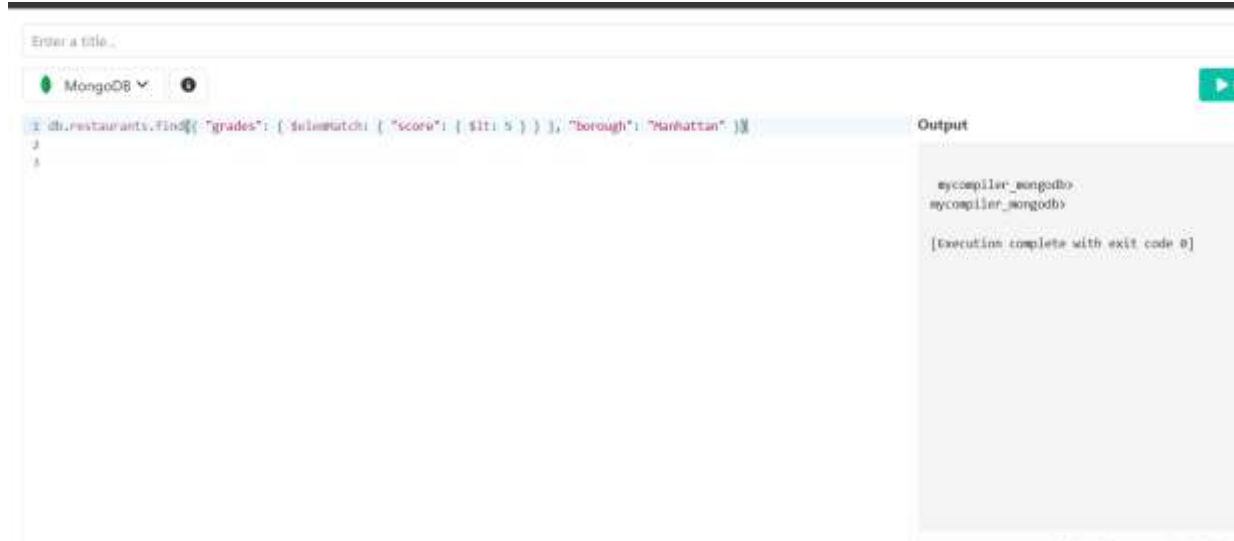 Enter a title...
MongoDB
1 db.restaurants.find({ "grades": { $elemMatch: { "score": { $lt: 5 } } }, "borough": "Manhattan" })
2
3
Output
mycompiler_mongodb>
mycompiler_mongodb>
[Execution complete with exit code 0]